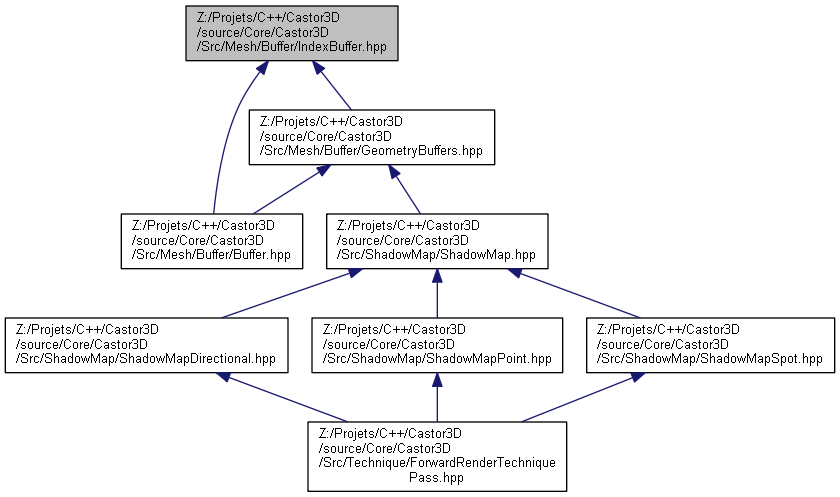 Z:/Projets/C++/Castor3D
/source/Core/Castor3D
/Src/Mesh/Buffer/IndexBuffer.hpp
Z:/Projets/C++/Castor3D
/source/Core/Castor3D
/Src/Mesh/Buffer/GeometryBuffers.hpp
Z:/Projets/C++/Castor3D
/source/Core/Castor3D
/Src/Mesh/Buffer/Buffer.hpp
Z:/Projets/C++/Castor3D
/source/Core/Castor3D
/Src/ShadowMap/ShadowMap.hpp
Z:/Projets/C++/Castor3D
/source/Core/Castor3D
/Src/ShadowMap/ShadowMapDirectional.hpp
Z:/Projets/C++/Castor3D
/source/Core/Castor3D
/Src/ShadowMap/ShadowMapPoint.hpp
Z:/Projets/C++/Castor3D
/source/Core/Castor3D
/Src/ShadowMap/ShadowMapSpot.hpp
Z:/Projets/C++/Castor3D
/source/Core/Castor3D
/Src/Technique/ForwardRenderTechnique
Pass.hpp